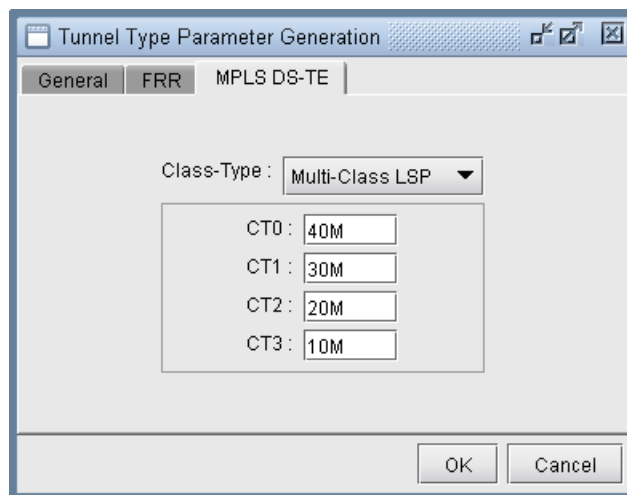 Tunnel Type Parameter Generation
General FRR MPLS DS-TE
Class-Type : Multi-Class LSP
CT0 : 40M
CT1 : 30M
CT2 : 20M
CT3 : 10M
OK Cancel